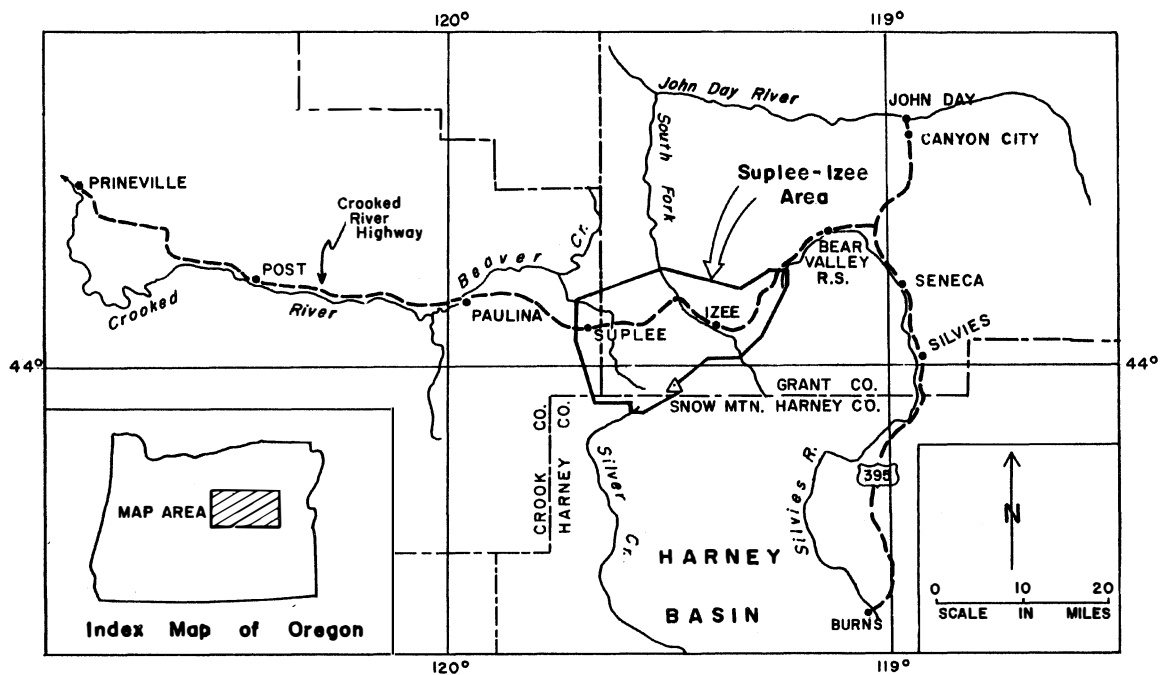 120°
119°
John Day River
JOHN DAY
CANYON CITY
South Fork
PRINEVILLE
Suplee-Izee
Area
Crooked
River
Highway
Beaver Cr.
BEAR
VALLEY
R.S.
POST
SENECA
Crooked River
PAULINA
IZEE
SUPLEE
SILVIES
44°
44°
GRANT CO.
SNOW MTN.
HARNEY CO.
CROOK CO.
HARNEY CO.
Silver Cr.
Silvies R.
395
MAP AREA
N
HARNEY
BASIN
0 10 20
SCALE IN MILES
BURNS
Index Map of Oregon
120°
119°